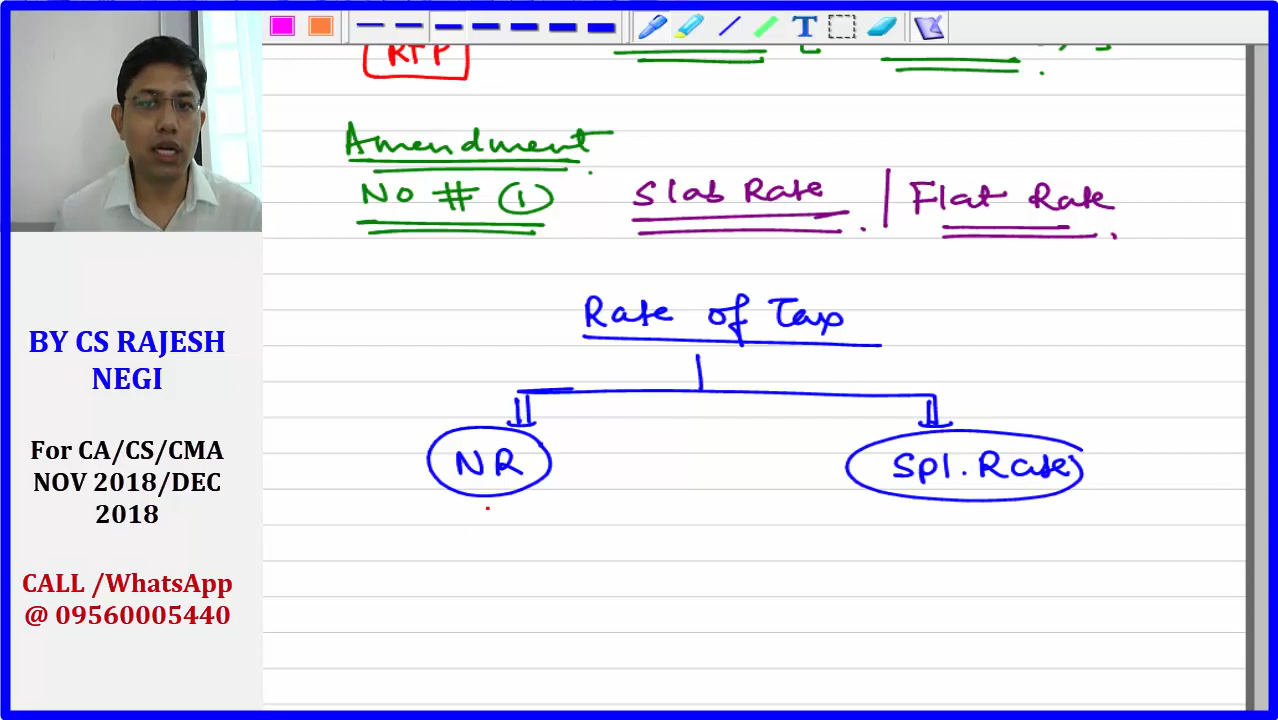 T
RTP
Amendment
No # (1) Slab Rate | Flat Rate
Rate of Tax
NR Spl. Rate
BY CS RAJESH
NEGI
For CA/CS/CMA
NOV 2018/DEC
2018
CALL /WhatsApp
@ 09560005440